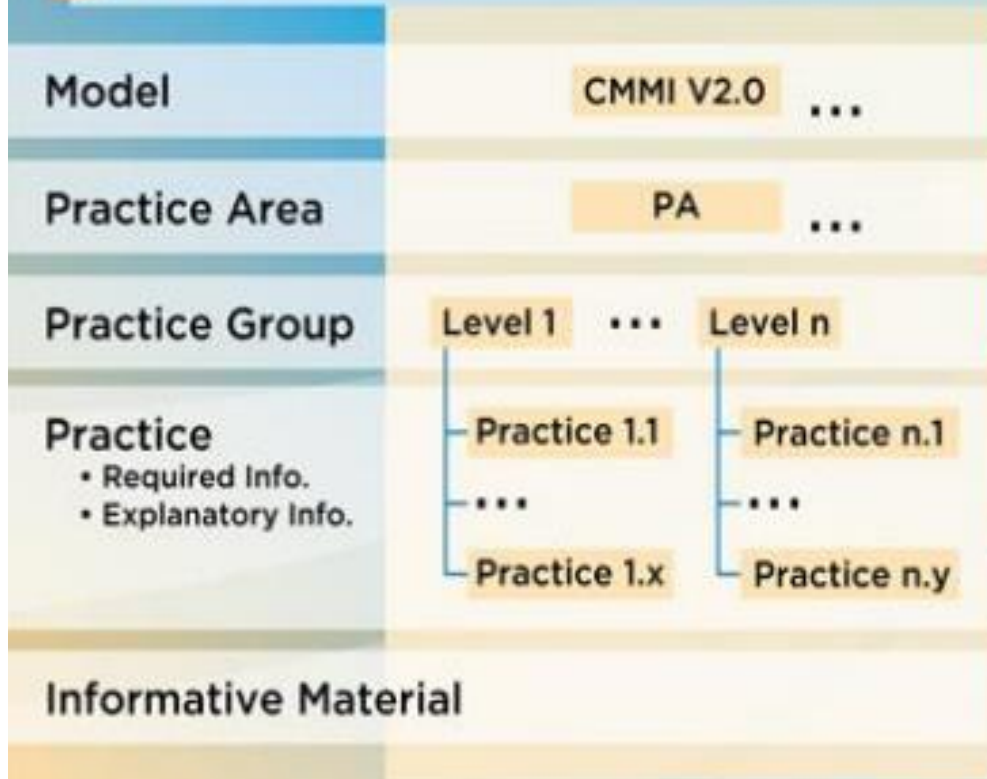 Model
CMMI V2.0 ...
Practice Area
PA ...
Practice Group
Level 1 ... Level n
Practice
• Required Info.
• Explanatory Info.
Practice 1.1 Practice n.1
... ...
Practice 1.x Practice n.y
Informative Material